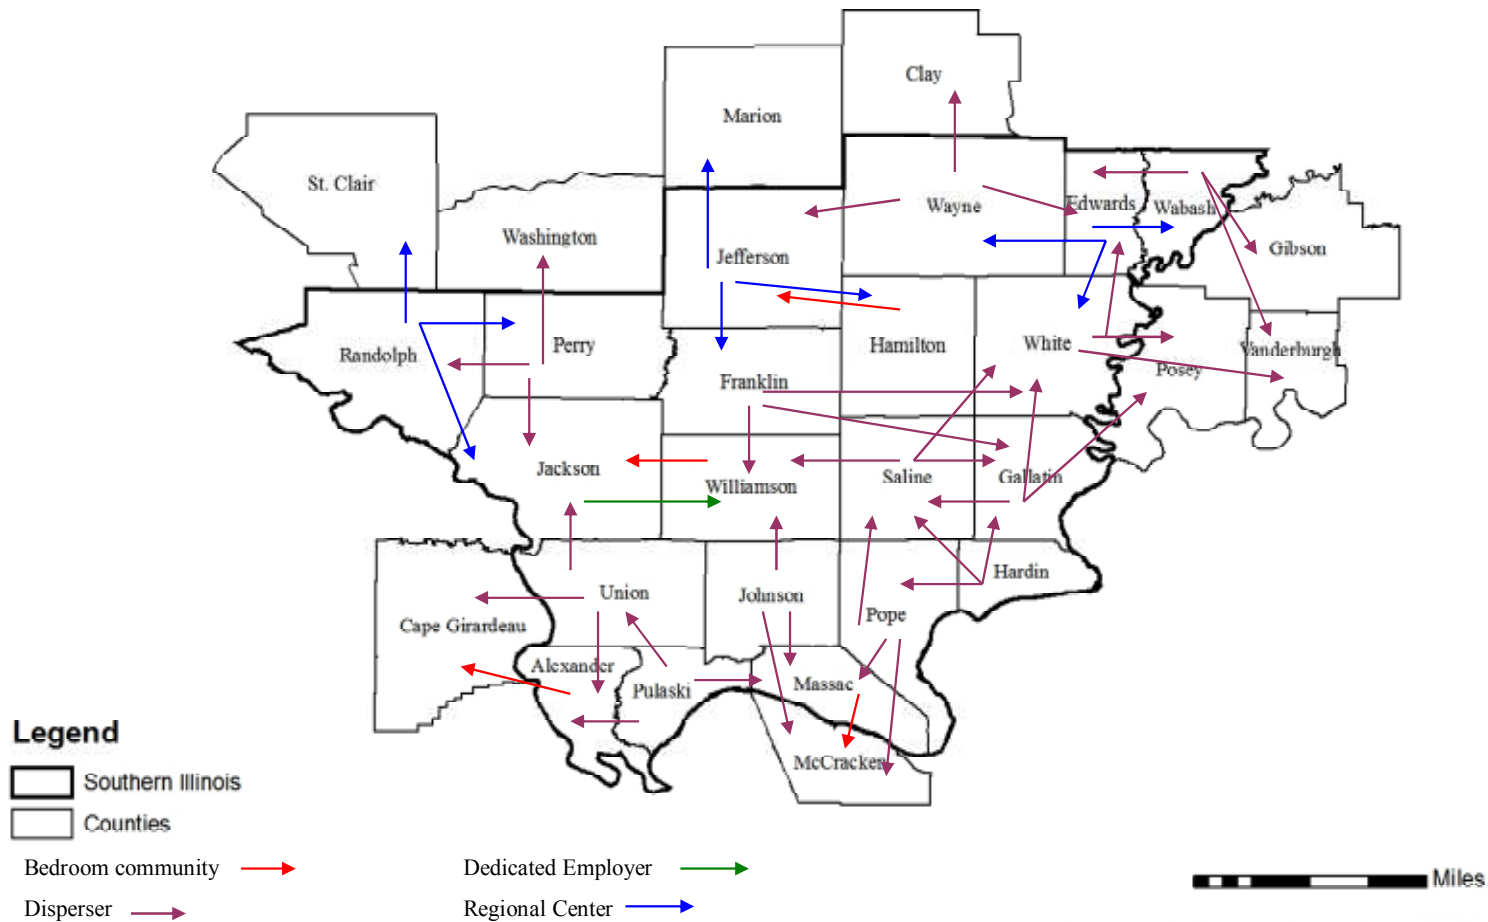 Clay
Marion
St. Clair
Wayne
Edwards
Wabash
Washington
Gibson
Jefferson
Randolph
Perry
Hamilton
White
Vanderburgh
Posey
Franklin
Jackson
Williamson
Saline
Gallatin
Hardin
Union
Johnson
Pope
Cape Girardeau
Alexander
Pulaski
Massac
McCracken
Legend
Southern Illinois
Counties
Bedroom community
Dedicated Employer
Miles
Disperser
Regional Center